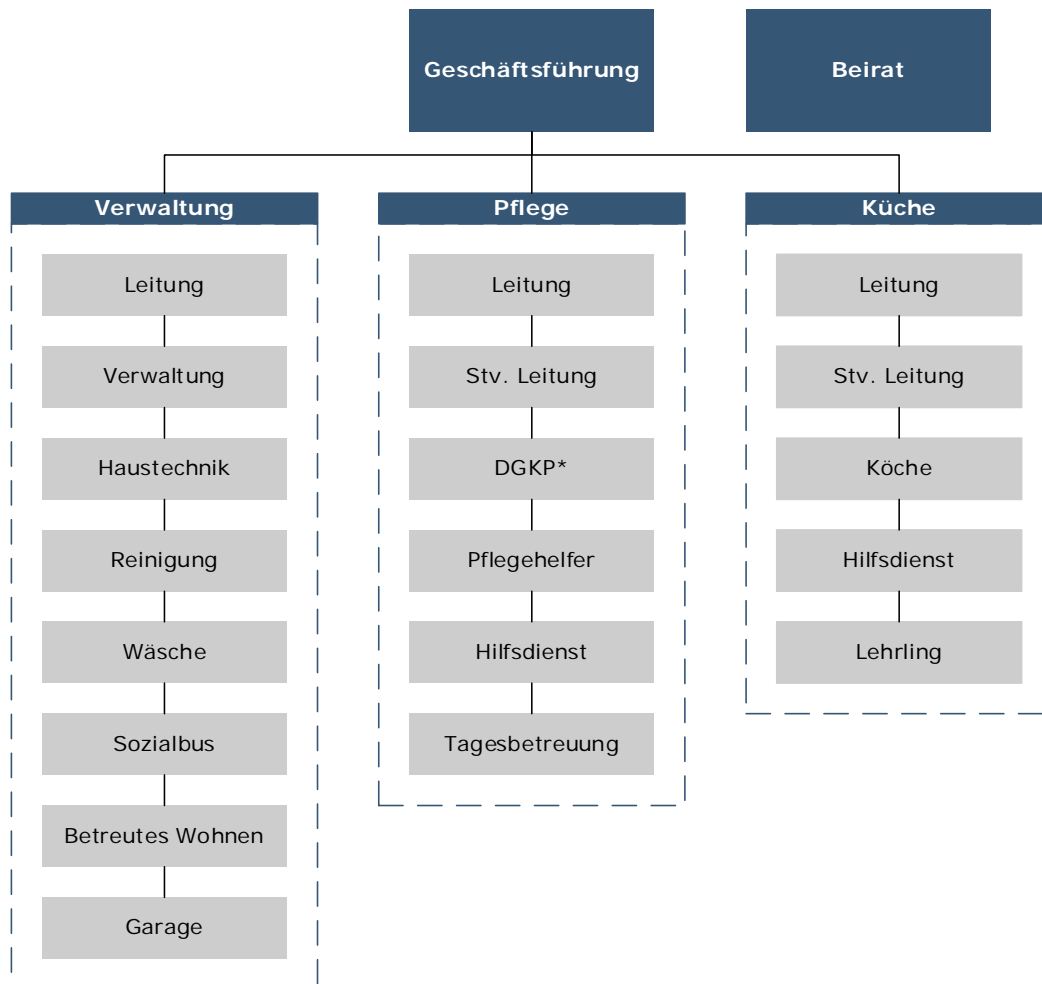 Geschäftsführung
Beirat
Verwaltung
Leitung
Verwaltung
Haustechnik
Reinigung
Wäsche
Sozialbus
Betreutes Wohnen
Garage
Pflege
Leitung
Stv. Leitung
DGKP*
Pflegehelfer
Hilfsdienst
Tagesbetreuung
Küche
Leitung
Stv. Leitung
Köche
Hilfsdienst
Lehrling